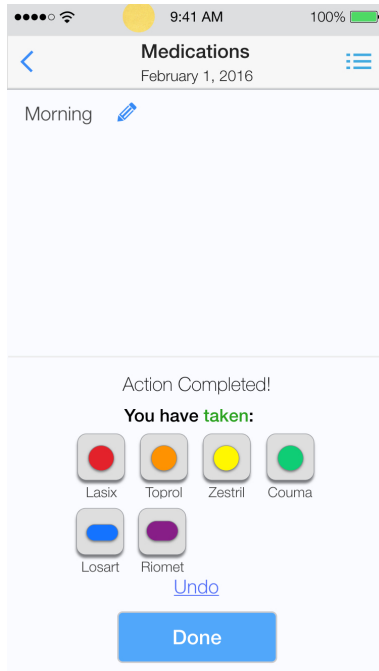 9:41 AM
100%
Medications
February 1, 2016
Morning
Action Completed!
You have taken:
Lasix Toprol Zestril Couma
Losart Riomet
Undo
Done